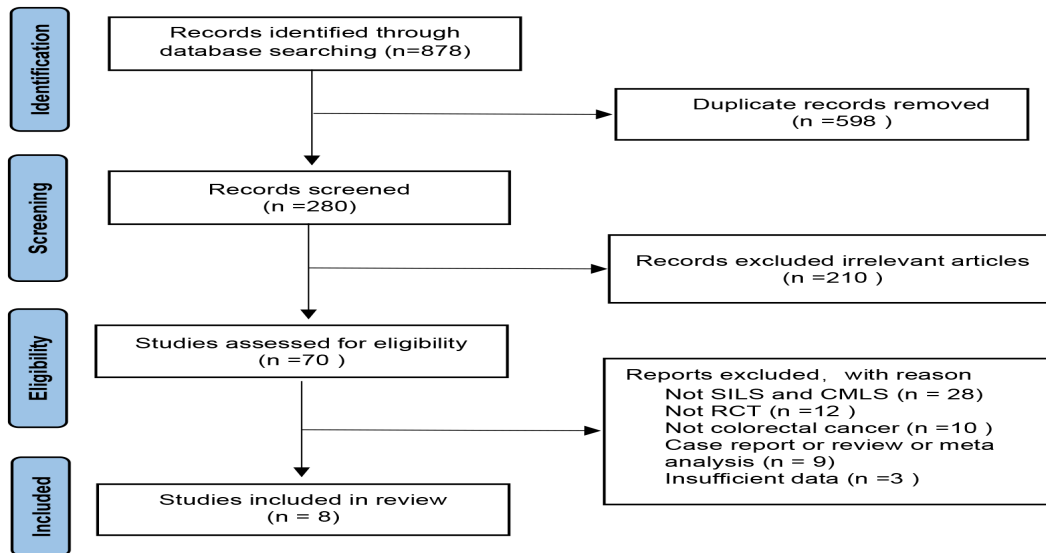 Identification
Records identified through
database searching (n=878)
Duplicate records removed
(n =598 )
Screening
Records screened
(n =280)
Records excluded irrelevant articles
(n =210 )
Eligibility
Studies assessed for eligibility
(n =70 )
Reports excluded, with reason
Not SILS and CMLS (n = 28)
Not RCT (n =12 )
Not colorectal cancer (n =10 )
Case report or review or meta
analysis (n = 9)
Insufficient data (n =3 )
Included
Studies included in review
(n = 8)